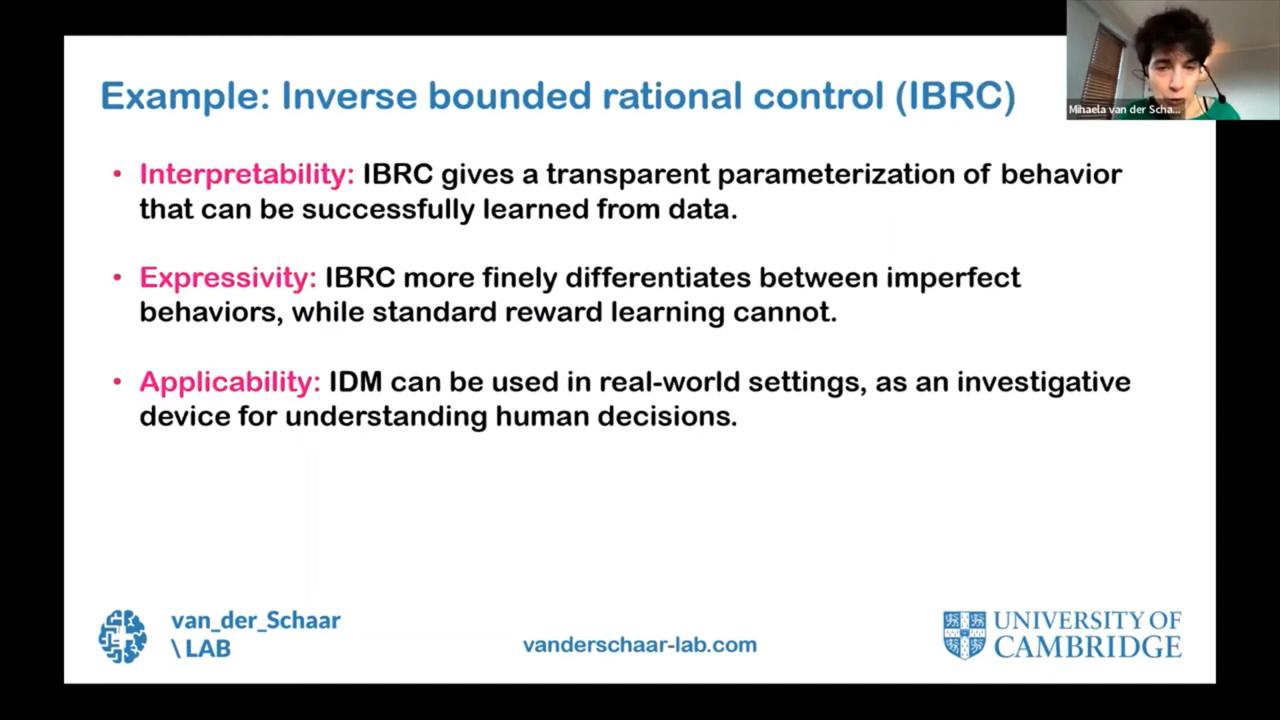 Example: Inverse bounded rational control (IBRC)
Mihaela van der Scha...
• Interpretability: IBRC gives a transparent parameterization of behavior
that can be successfully learned from data.
• Expressivity: IBRC more finely differentiates between imperfect
behaviors, while standard reward learning cannot.
• Applicability: IDM can be used in real-world settings, as an investigative
device for understanding human decisions.
van_der_Schaar
\ LAB
vanderschaar-lab.com
UNIVERSITY OF
CAMBRIDGE